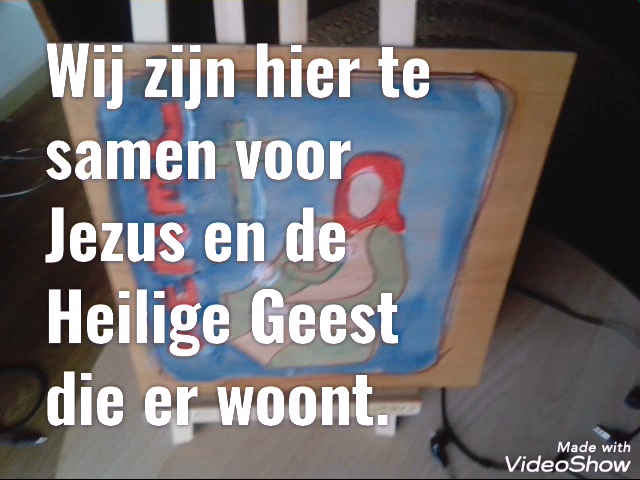 Wij zijn hier te
samen voor
Jezus en de
Heilige Geest
die er woont.
Made with
VideoShow